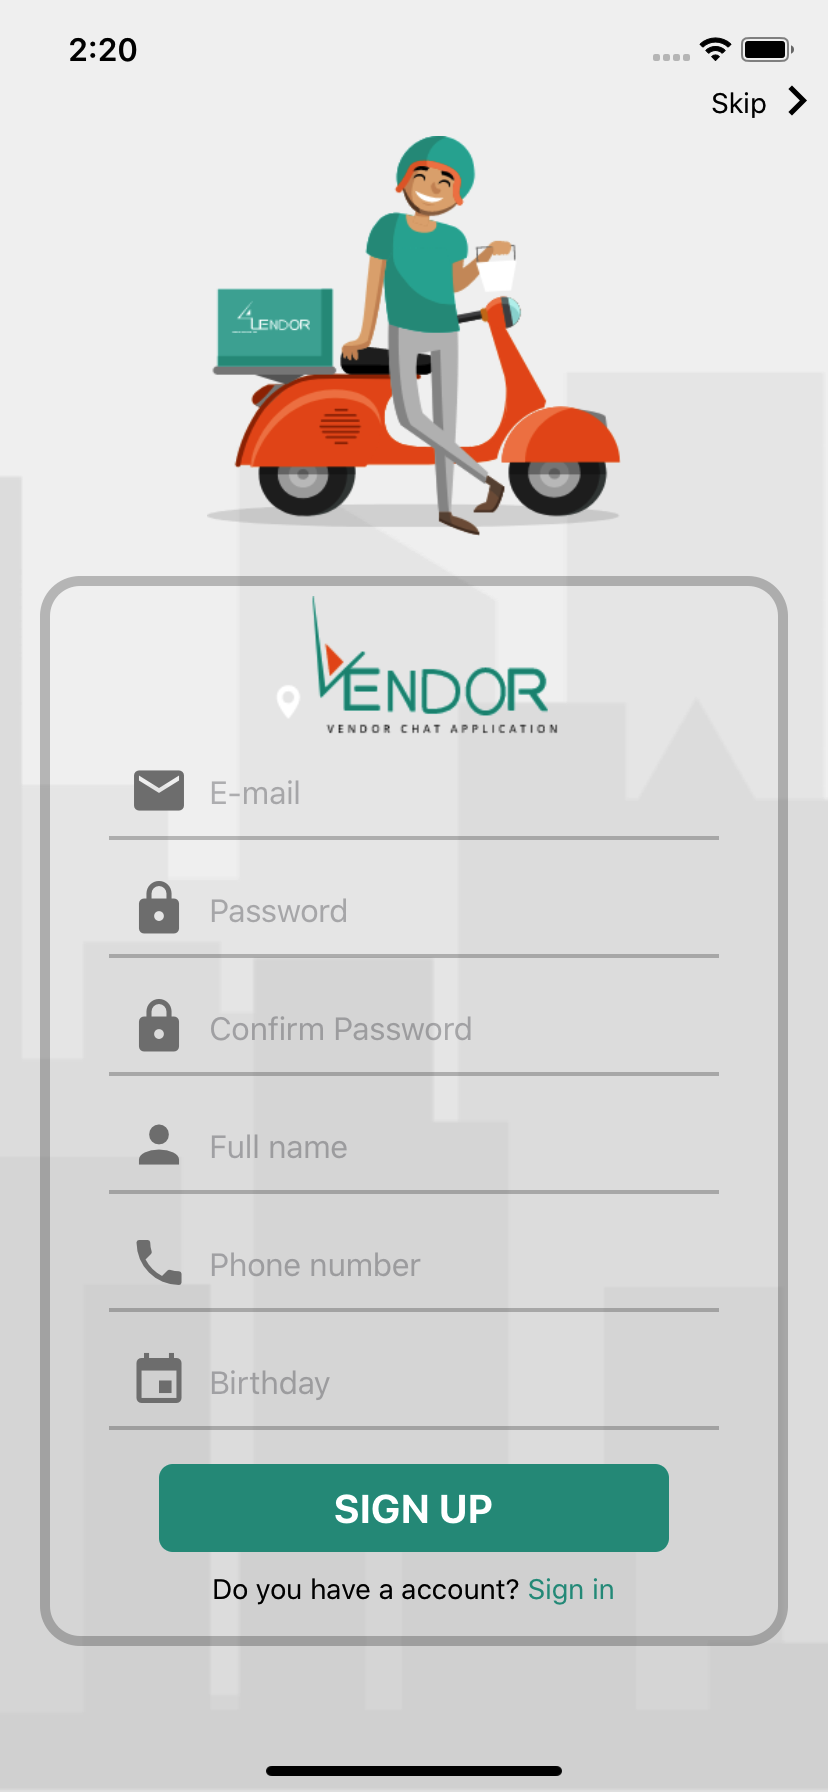 2:20
Skip
VENDOR
VENDOR
VENDOR CHAT APPLICATION
E-mail
Password
Confirm Password
Full name
Phone number
Birthday
SIGN UP
Do you have a account? Sign in